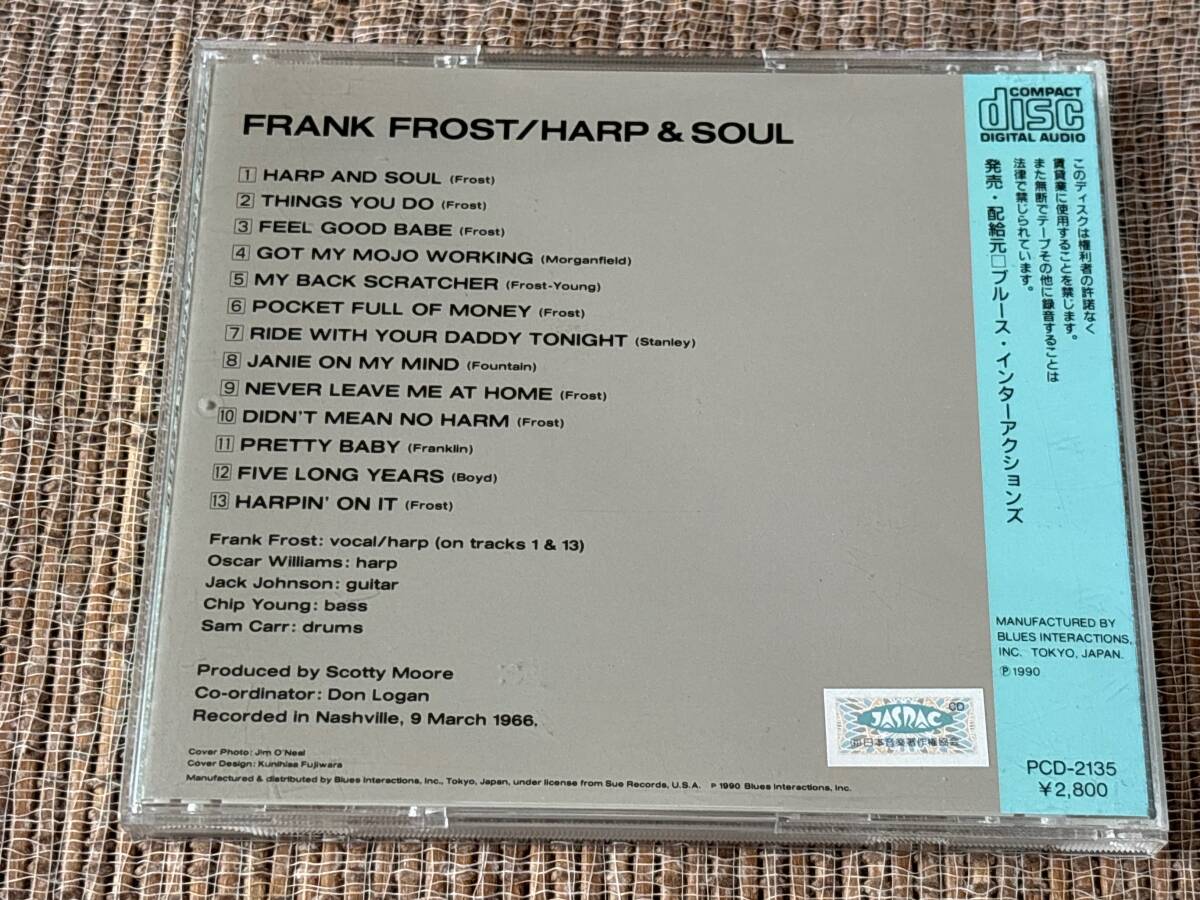 FRANK FROST/HARP & SOUL
1 HARP AND SOUL (Frost)
2 THINGS YOU DO (Frost)
3 FEEL GOOD BABE (Frost)
4 GOT MY MOJO WORKING (Morganfield)
5 MY BACK SCRATCHER (Frost-Young)
6 POCKET FULL OF MONEY (Frost)
7 RIDE WITH YOUR DADDY TONIGHT (Stanley)
8 JANIE ON MY MIND (Fountain)
9 NEVER LEAVE ME AT HOME (Frost)
10 DIDN'T MEAN NO HARM (Frost)
11 PRETTY BABY (Franklin)
12 FIVE LONG YEARS (Boyd)
13 HARPIN' ON IT (Frost)
Frank Frost: vocal/harp (on tracks 1 & 13)
Oscar Williams: harp
Jack Johnson: guitar
Chip Young: bass
Sam Carr: drums
Produced by Scotty Moore
Co-ordinator: Don Logan
Recorded in Nashville, 9 March 1966.
Cover Photo: Jim O'Neal
Cover Design: Kunihisa Fujiwara
Manufactured & distributed by Blues Interactions, Inc., Tokyo, Japan, under license from Sue Records, U.S.A. ℗ 1990 Blues Interactions, Inc.
COMPACT
disc
DIGITAL AUDIO
このディスクは権利者の許諾なく
賃貸業に使用することを禁じます。
また無断でテープその他に録音することは
法律で禁じられています。
発売・配給元□ブルース・インターアクションズ
MANUFACTURED BY
BLUES INTERACTIONS,
INC. TOKYO, JAPAN.
℗ 1990
CD
JASRAC
日本音楽著作権協会
PCD-2135
¥2,800